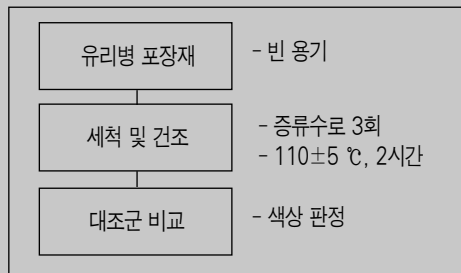 유리병 포장재
- 빈 용기
세척 및 건조
- 증류수로 3회
- 110±5 ℃, 2시간
대조군 비교
- 색상 판정